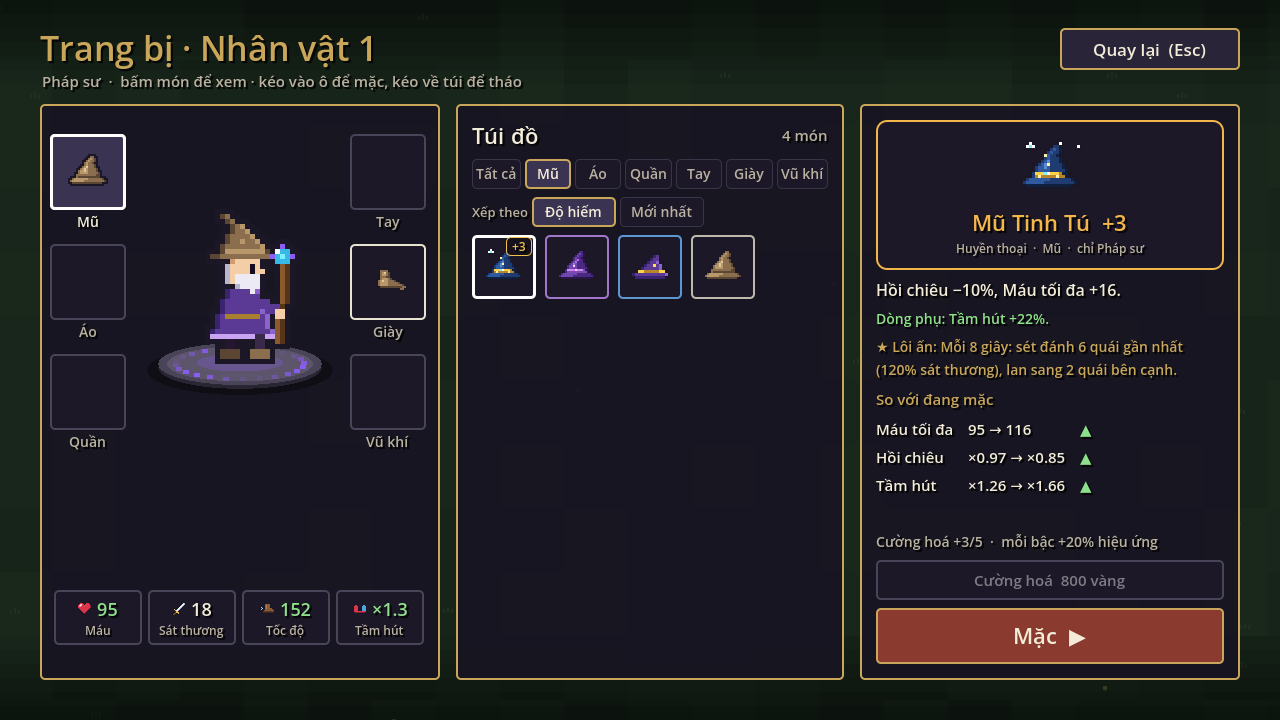 Trang bị · Nhân vật 1
Pháp sư · bấm món để xem · kéo vào ô để mặc, kéo về túi để tháo
Quay lại (Esc)
Mũ
Tay
Áo
Giày
Quần
Vũ khí
95
Máu
18
Sát thương
152
Tốc độ
×1.3
Tầm hút
Túi đồ
4 món
Tất cả
Mũ
Áo
Quần
Tay
Giày
Vũ khí
Xếp theo
Độ hiếm
Mới nhất
+3
Mũ Tinh Tú +3
Huyền thoại · Mũ · chỉ Pháp sư
Hồi chiêu −10%, Máu tối đa +16.
Dòng phụ: Tầm hút +22%.
★ Lõi ấn: Mỗi 8 giây: sét đánh 6 quái gần nhất
(120% sát thương), lan sang 2 quái bên cạnh.
So với đang mặc
Máu tối đa 95 → 116 ▲
Hồi chiêu ×0.97 → ×0.85 ▲
Tầm hút ×1.26 → ×1.66 ▲
Cường hoá +3/5 · mỗi bậc +20% hiệu ứng
Cường hoá 800 vàng
Mặc ▶